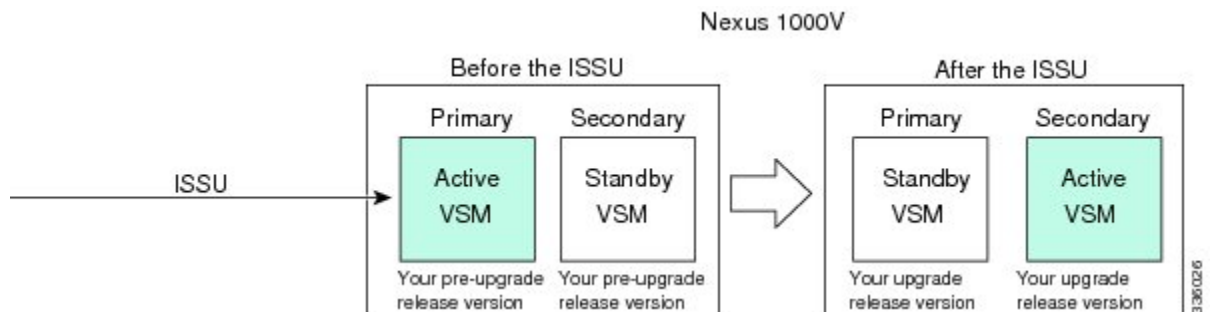 Nexus 1000V
Before the ISSU
After the ISSU
Primary
Secondary
Primary
Secondary
ISSU
Active
VSM
Standby
VSM
Standby
VSM
Active
VSM
Your pre-upgrade
release version
Your pre-upgrade
release version
Your upgrade
release version
Your upgrade
release version
336026